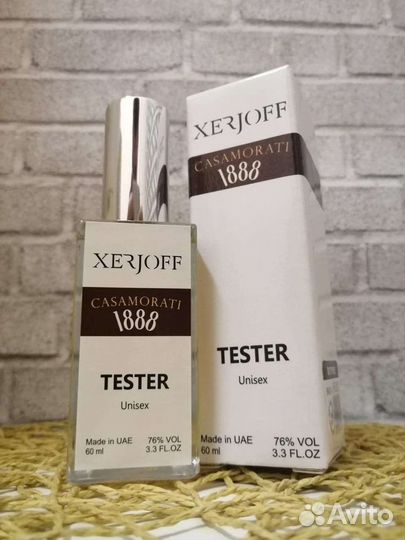 XERJOFF
CASAMORATI
1888
TESTER
Unisex
Made in UAE 76% VOL
60 ml 3.3 FL.OZ
XERJOFF
CASAMORATI
1888
TESTER
Unisex
Made in UAE 76% VOL
60 ml 3.3 FL.OZ
Avito